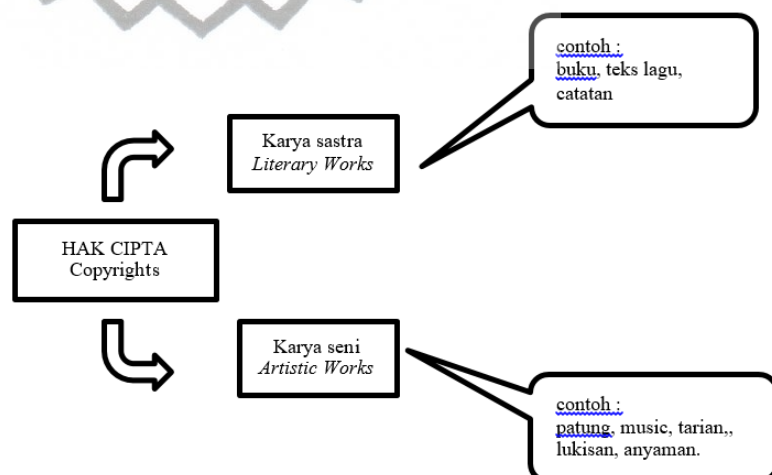 contoh :
buku, teks lagu,
catatan
Karya sastra
Literary Works
HAK CIPTA
Copyrights
Karya seni
Artistic Works
contoh :
patung, music, tarian,,
lukisan, anyaman.